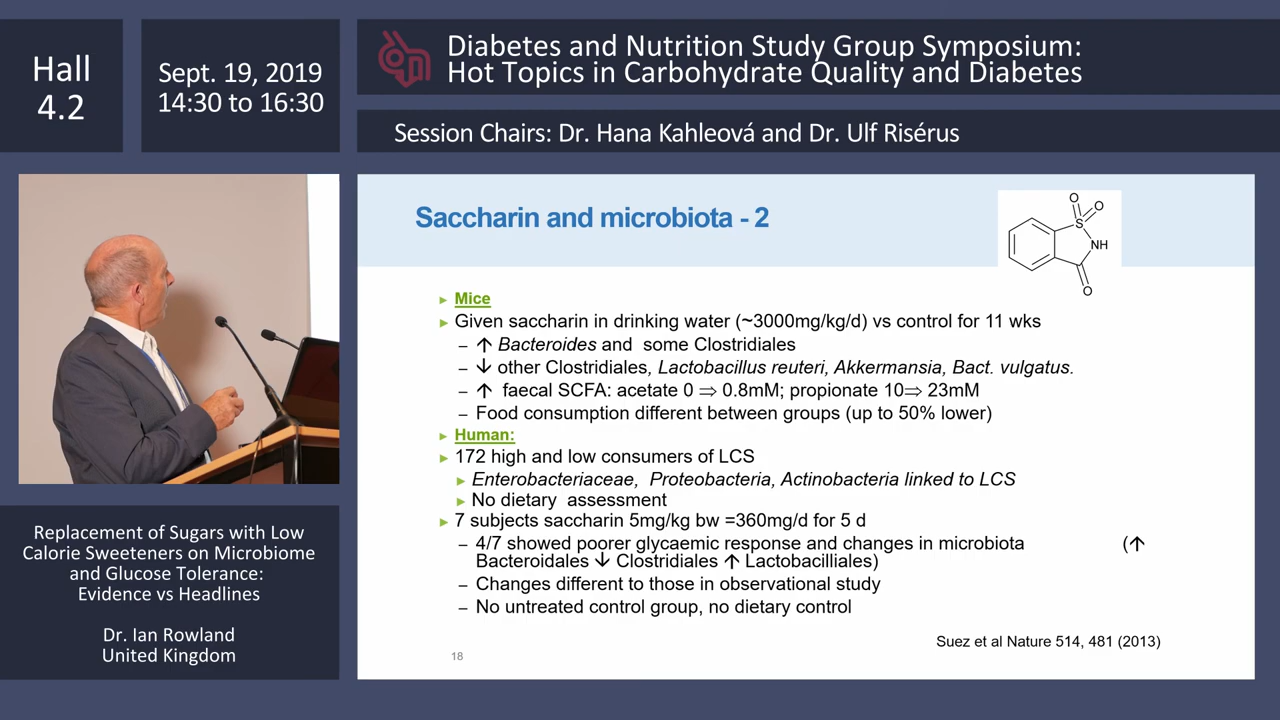 Hall
4.2
Sept. 19, 2019
14:30 to 16:30
Diabetes and Nutrition Study Group Symposium:
Hot Topics in Carbohydrate Quality and Diabetes
Session Chairs: Dr. Hana Kahleová and Dr. Ulf Risérus
Saccharin and microbiota - 2
O
O
S
NH
O
► Mice
► Given saccharin in drinking water (~3000mg/kg/d) vs control for 11 wks
– ↑ Bacteroides and some Clostridiales
– ↓ other Clostridiales, Lactobacillus reuteri, Akkermansia, Bact. vulgatus.
– ↑ faecal SCFA: acetate 0 ⇒ 0.8mM; propionate 10⇒ 23mM
– Food consumption different between groups (up to 50% lower)
► Human:
► 172 high and low consumers of LCS
► Enterobacteriaceae, Proteobacteria, Actinobacteria linked to LCS
► No dietary assessment
► 7 subjects saccharin 5mg/kg bw =360mg/d for 5 d
– 4/7 showed poorer glycaemic response and changes in microbiota (↑
Bacteroidales ↓ Clostridiales ↑ Lactobacilliales)
– Changes different to those in observational study
– No untreated control group, no dietary control
Suez et al Nature 514, 481 (2013)
18
Replacement of Sugars with Low
Calorie Sweeteners on Microbiome
and Glucose Tolerance:
Evidence vs Headlines
Dr. Ian Rowland
United Kingdom